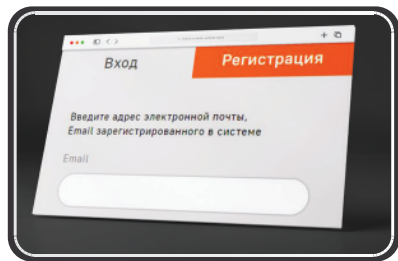 Вход
Регистрация
Введите адрес электронной почты,
Email зарегистрированного в системе
Email